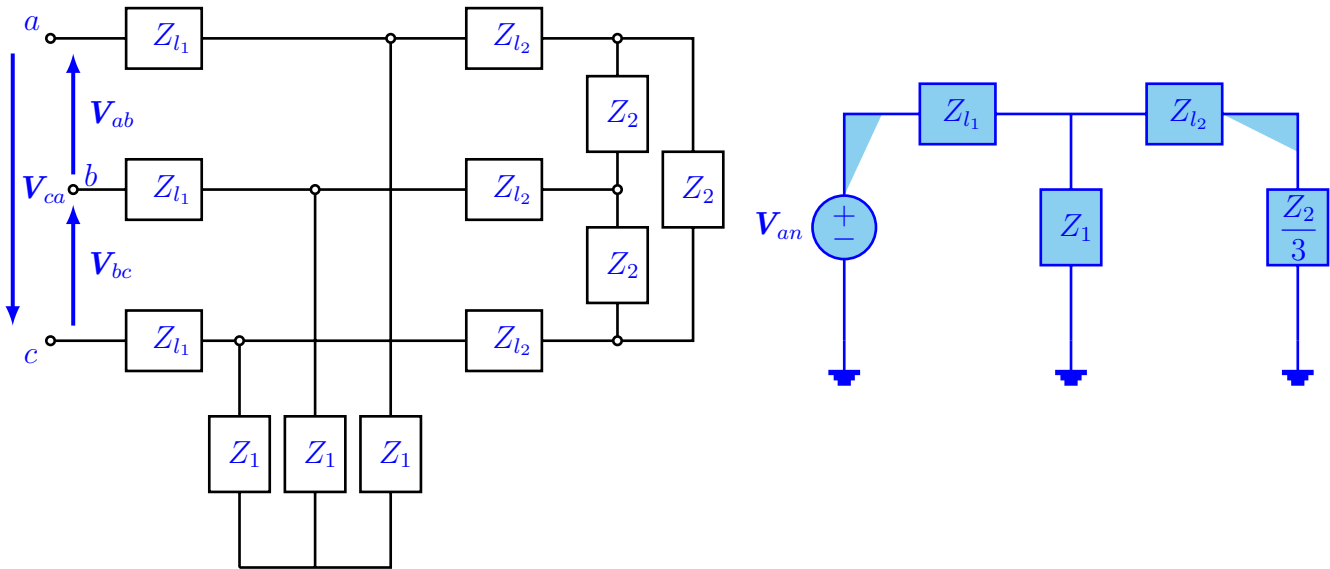 a
Z_{l_1}
Z_{l_2}
V_{ab}
Z_2
V_{ca}
b
Z_{l_1}
Z_{l_2}
Z_2
V_{bc}
Z_2
c
Z_{l_1}
Z_{l_2}
Z_1
Z_1
Z_1
Z_{l_1}
Z_{l_2}
V_{an}
+
−
Z_1
Z_2
3